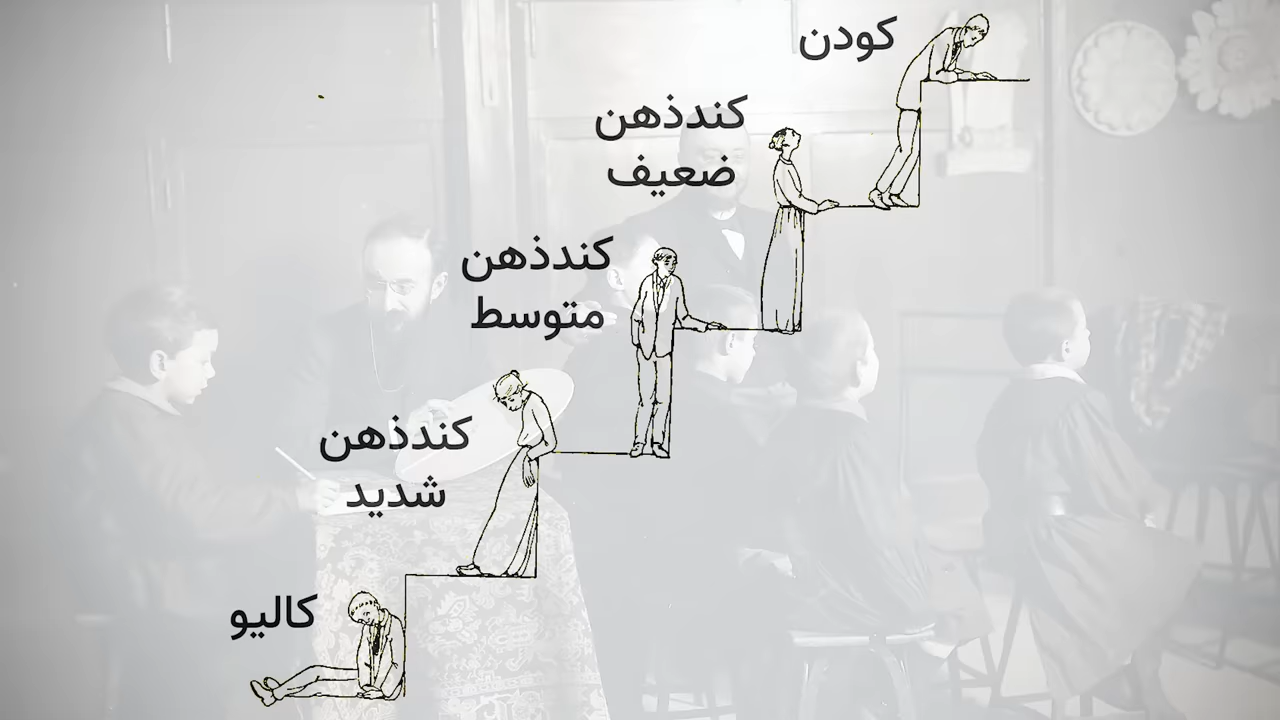 کودن
کندذهن
ضعیف
کندذهن
متوسط
کندذهن
شدید
کالیو